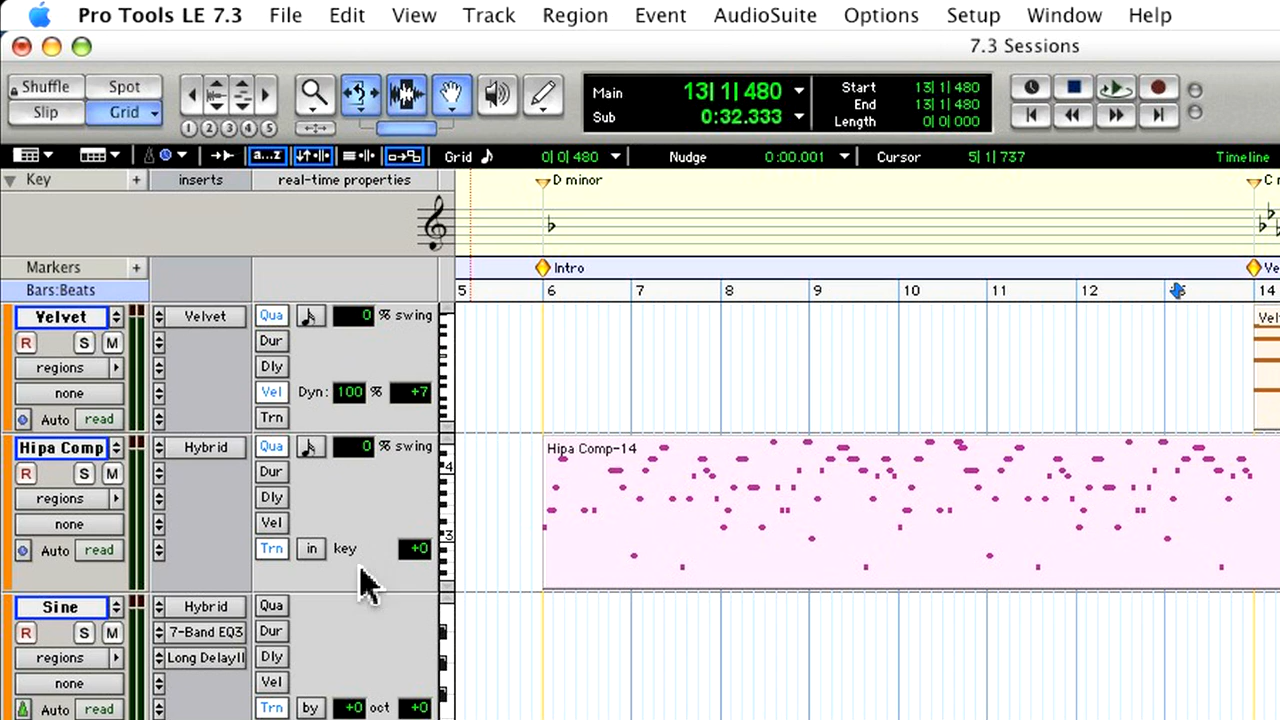 Pro Tools LE 7.3 File Edit View Track Region Event AudioSuite Options Setup Window Help
7.3 Sessions
Shuffle Spot
Slip Grid
1 2 3 4 5
Main 13| 1| 480
Sub 0:32.333
Start 13| 1| 480
End 13| 1| 480
Length 0| 0| 000
a...z Grid 0| 0| 480 Nudge 0:00.001 Cursor 5| 1| 737 Timeline
Key + inserts real-time properties D minor C
Markers + Intro Ve
Bars:Beats 5 6 7 8 9 10 11 12 14
Velvet Velvet Qua 0 % swing Vel
R S M Dur
regions Dly
none Vel Dyn: 100 % +7
Auto read Trn
Hipa Comp Hybrid Qua 0 % swing Hipa Comp-14
R S M Dur 4
regions Dly
none Vel 3
Auto read Trn in key +0
Sine Hybrid Qua
R S M 7-Band EQ3 Dur
regions Long DelayII Dly
none Vel
Auto read Trn by +0 oct +0